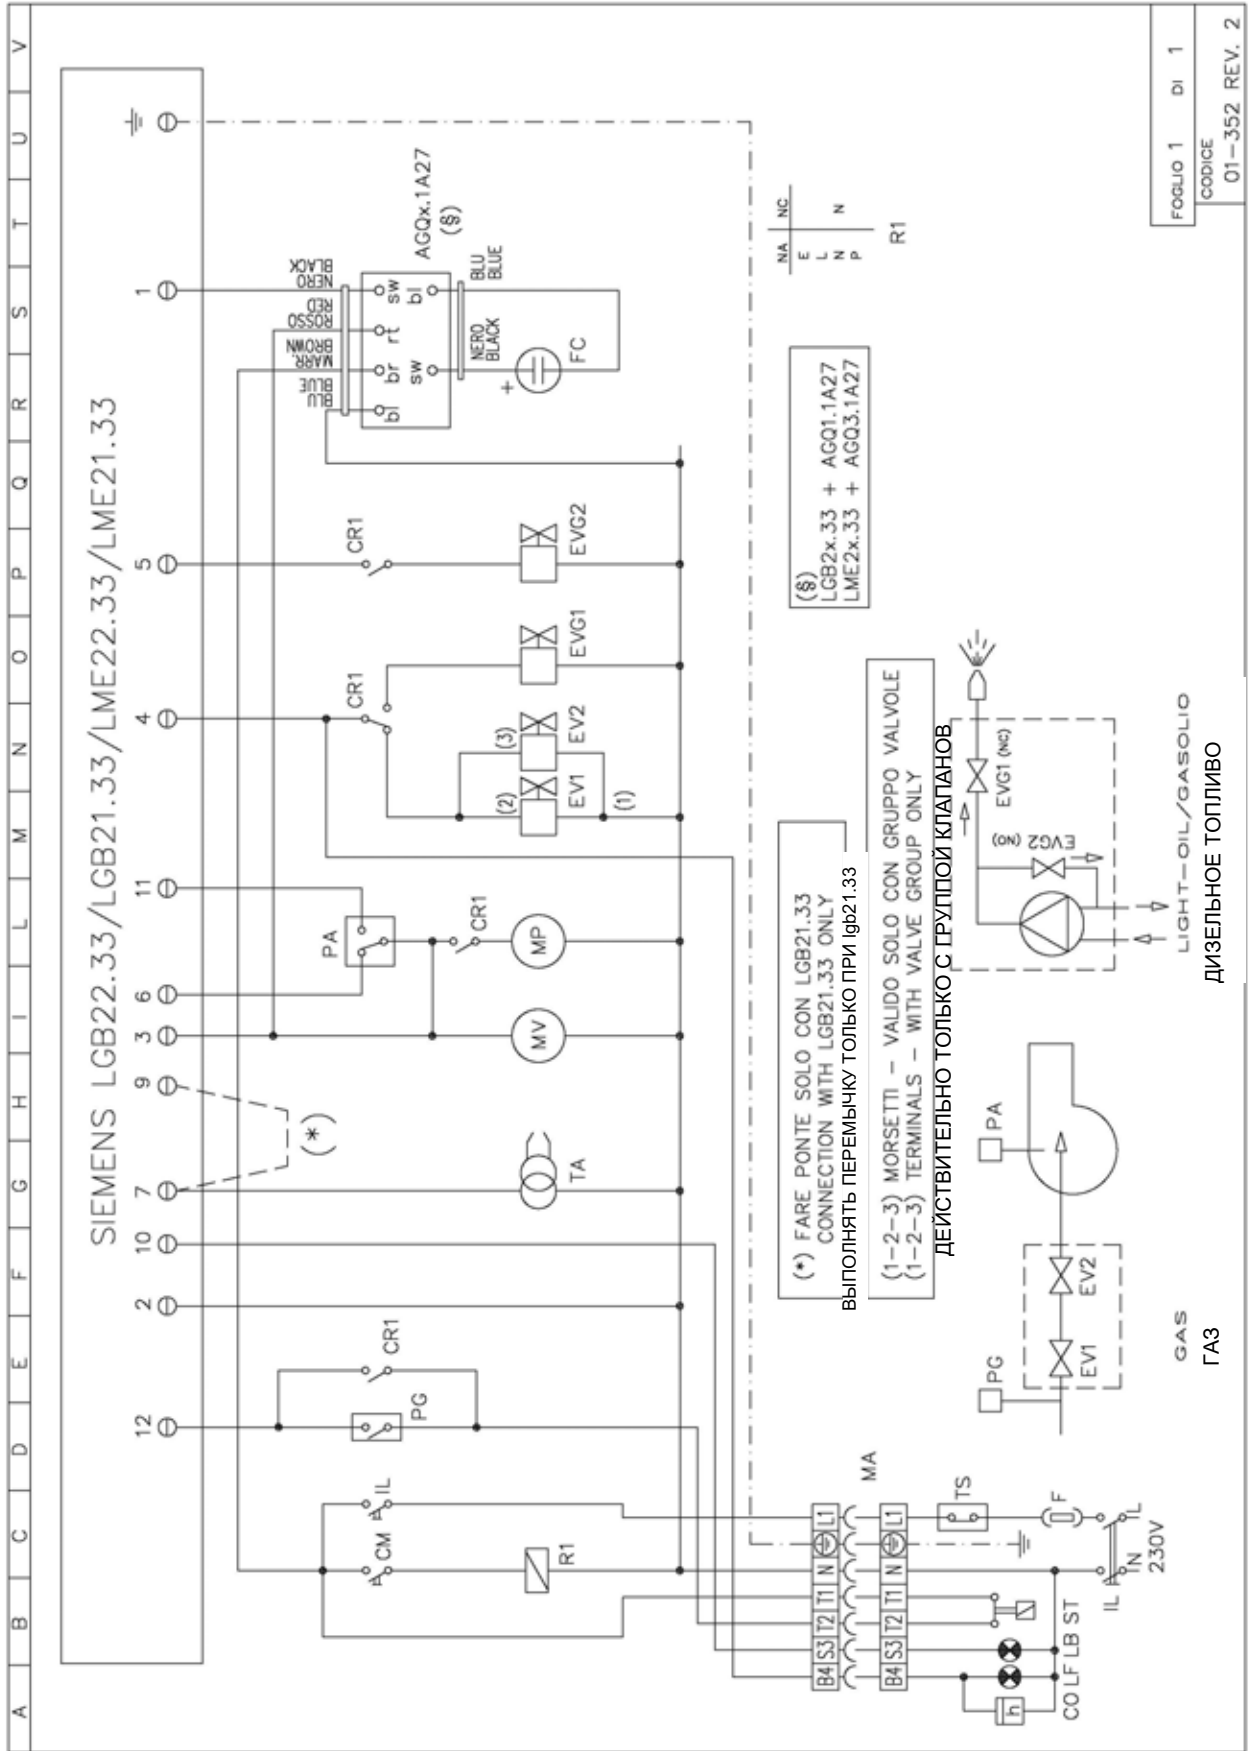 A B C D E F G H I L M N O P Q R S T U V
SIEMENS LGB22.33/LGB21.33/LME22.33/LME21.33
12 2 10 7 9 3 6 11 4 5 1
CM
IL
R1
PG
CR1
TA
(*)
MV
MP
PA
CR1
CR1
(2)
(3)
EV1
EV2
(1)
EVG1
CR1
EVG2
BLU
BLUE
MARR.
BROWN
ROSSO
RED
NERO
BLACK
bl br rt sw
sw bl
AGQx.1A27
(§)
NERO
BLACK
BLU
BLUE
+
FC
B4 S3 T2 T1 N L1
MA
B4 S3 T2 T1 N L1
TS
F
h
CO LF LB ST
IL
N L
230V
(*) FARE PONTE SOLO CON LGB21.33
CONNECTION WITH LGB21.33 ONLY
ВЫПОЛНЯТЬ ПЕРЕМЫЧКУ ТОЛЬКО ПРИ lgb21.33
(1-2-3) MORSETTI - VALIDO SOLO CON GRUPPO VALVOLE
(1-2-3) TERMINALS - WITH VALVE GROUP ONLY
ДЕЙСТВИТЕЛЬНО ТОЛЬКО С ГРУППОЙ КЛАПАНОВ
(§)
LGB2x.33 + AGQ1.1A27
LME2x.33 + AGQ3.1A27
NA NC
E
L
N N
P
R1
PG
EV1
EV2
PA
GAS
ГАЗ
EVG2 (NO)
EVG1 (NC)
LIGHT-OIL/GASOLIO
ДИЗЕЛЬНОЕ ТОПЛИВО
FOGLIO 1 DI 1
CODICE
01-352 REV. 2